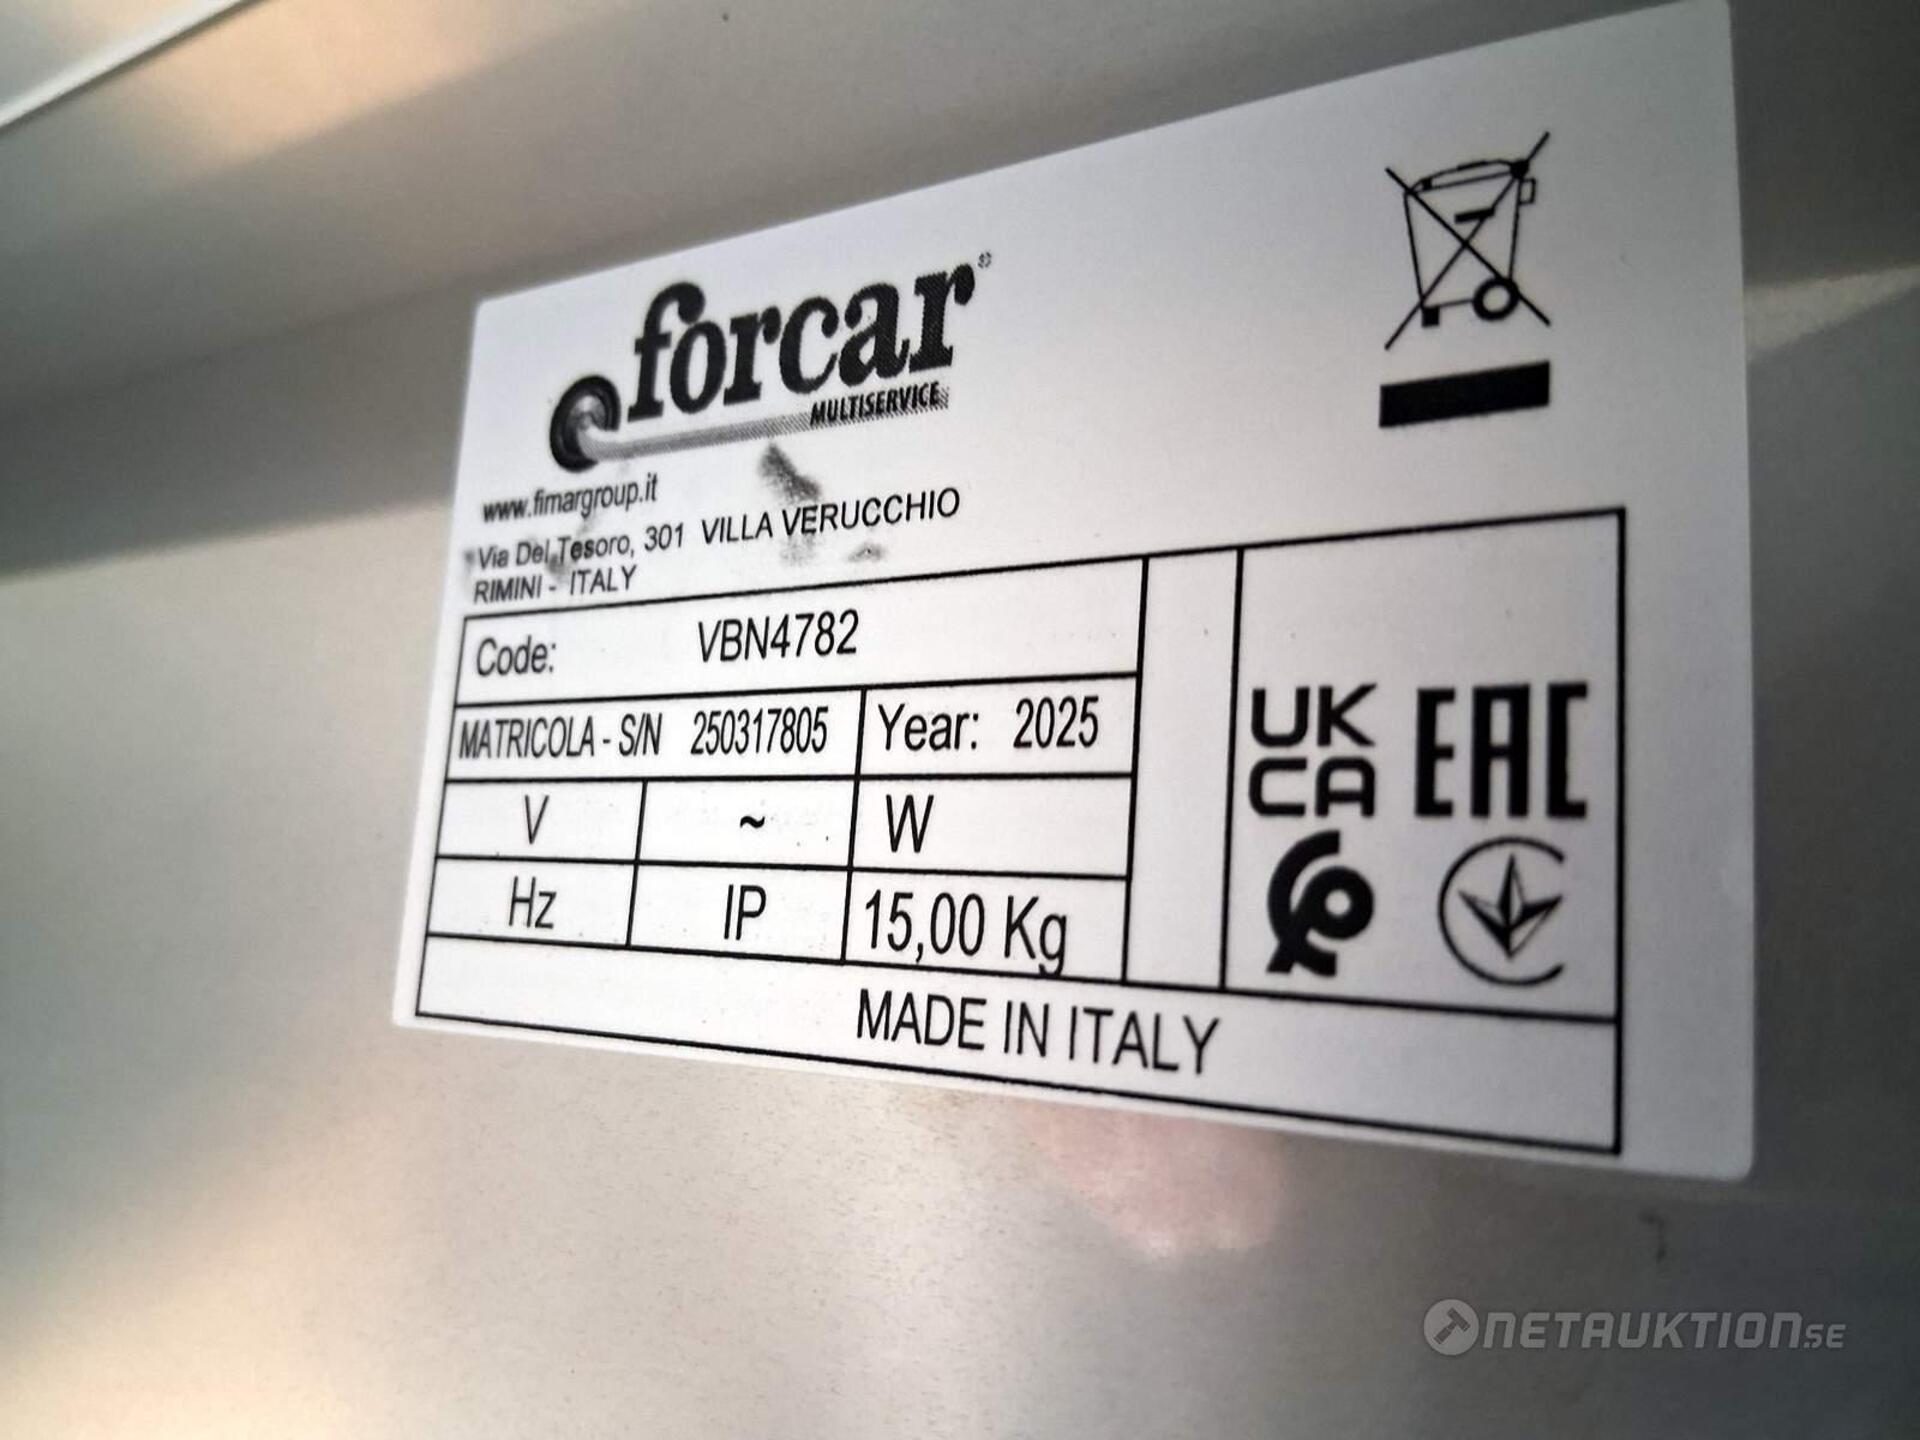 forcar®
MULTISERVICE
www.fimargroup.it
Via Del Tesoro, 301 VILLA VERUCCHIO
RIMINI - ITALY
Code: VBN4782
MATRICOLA - S/N 250317805 Year: 2025
V ~ W
Hz IP 15,00 Kg
UK
CA
EAC
MADE IN ITALY
NETAUKTION.SE